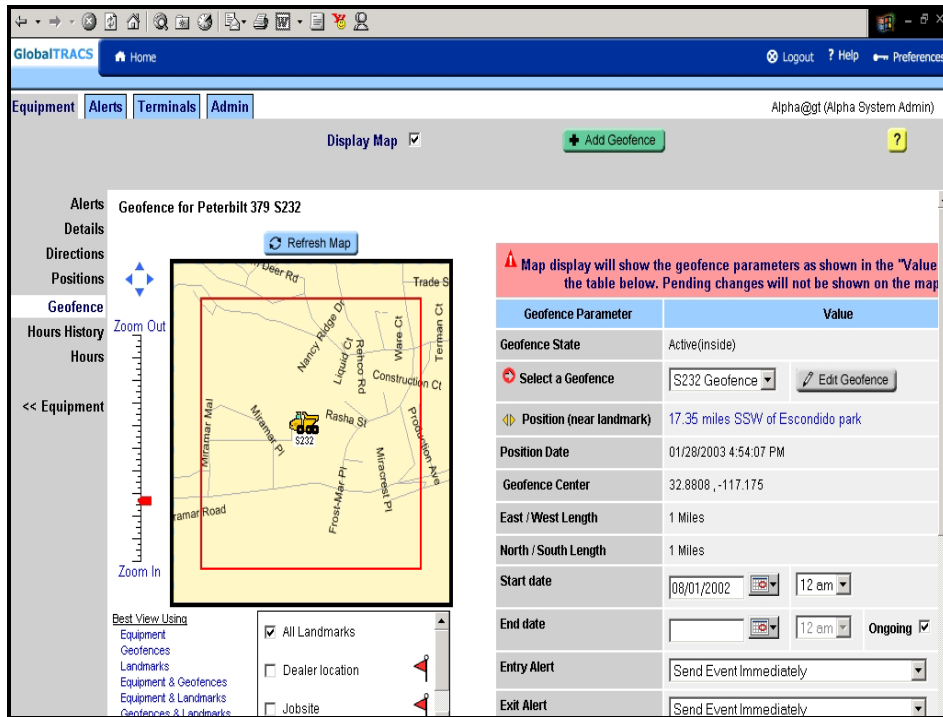 GlobalTRACS Home Logout ? Help Preferences
Equipment Alerts Terminals Admin Alpha@gt (Alpha System Admin)
Display Map Add Geofence ?
Alerts
Details
Directions
Positions
Geofence
Hours History
Hours
<< Equipment
Geofence for Peterbilt 379 S232
Refresh Map
Zoom Out
Zoom In
Deer Rd
Trade S
Nancy Ridge Dr
Liquid Ct
Rehco Rd
Ware Ct
Terman Ct
Construction Ct
Miramar Mal
Miramar Pl
Rasha St
S232
Production Ave
Miracrest Pl
Frost-Mar Pl
ramar Road
Best View Using
Equipment
Geofences
Landmarks
Equipment & Geofences
Equipment & Landmarks
Geofences & Landmarks
All Landmarks
Dealer location
Jobsite
Map display will show the geofence parameters as shown in the "Value
the table below. Pending changes will not be shown on the map
Geofence Parameter Value
Geofence State Active(inside)
Select a Geofence S232 Geofence Edit Geofence
Position (near landmark) 17.35 miles SSW of Escondido park
Position Date 01/28/2003 4:54:07 PM
Geofence Center 32.8808 , -117.175
East / West Length 1 Miles
North / South Length 1 Miles
Start date 08/01/2002 12 am
End date 12 am Ongoing
Entry Alert Send Event Immediately
Exit Alert Send Event Immediately